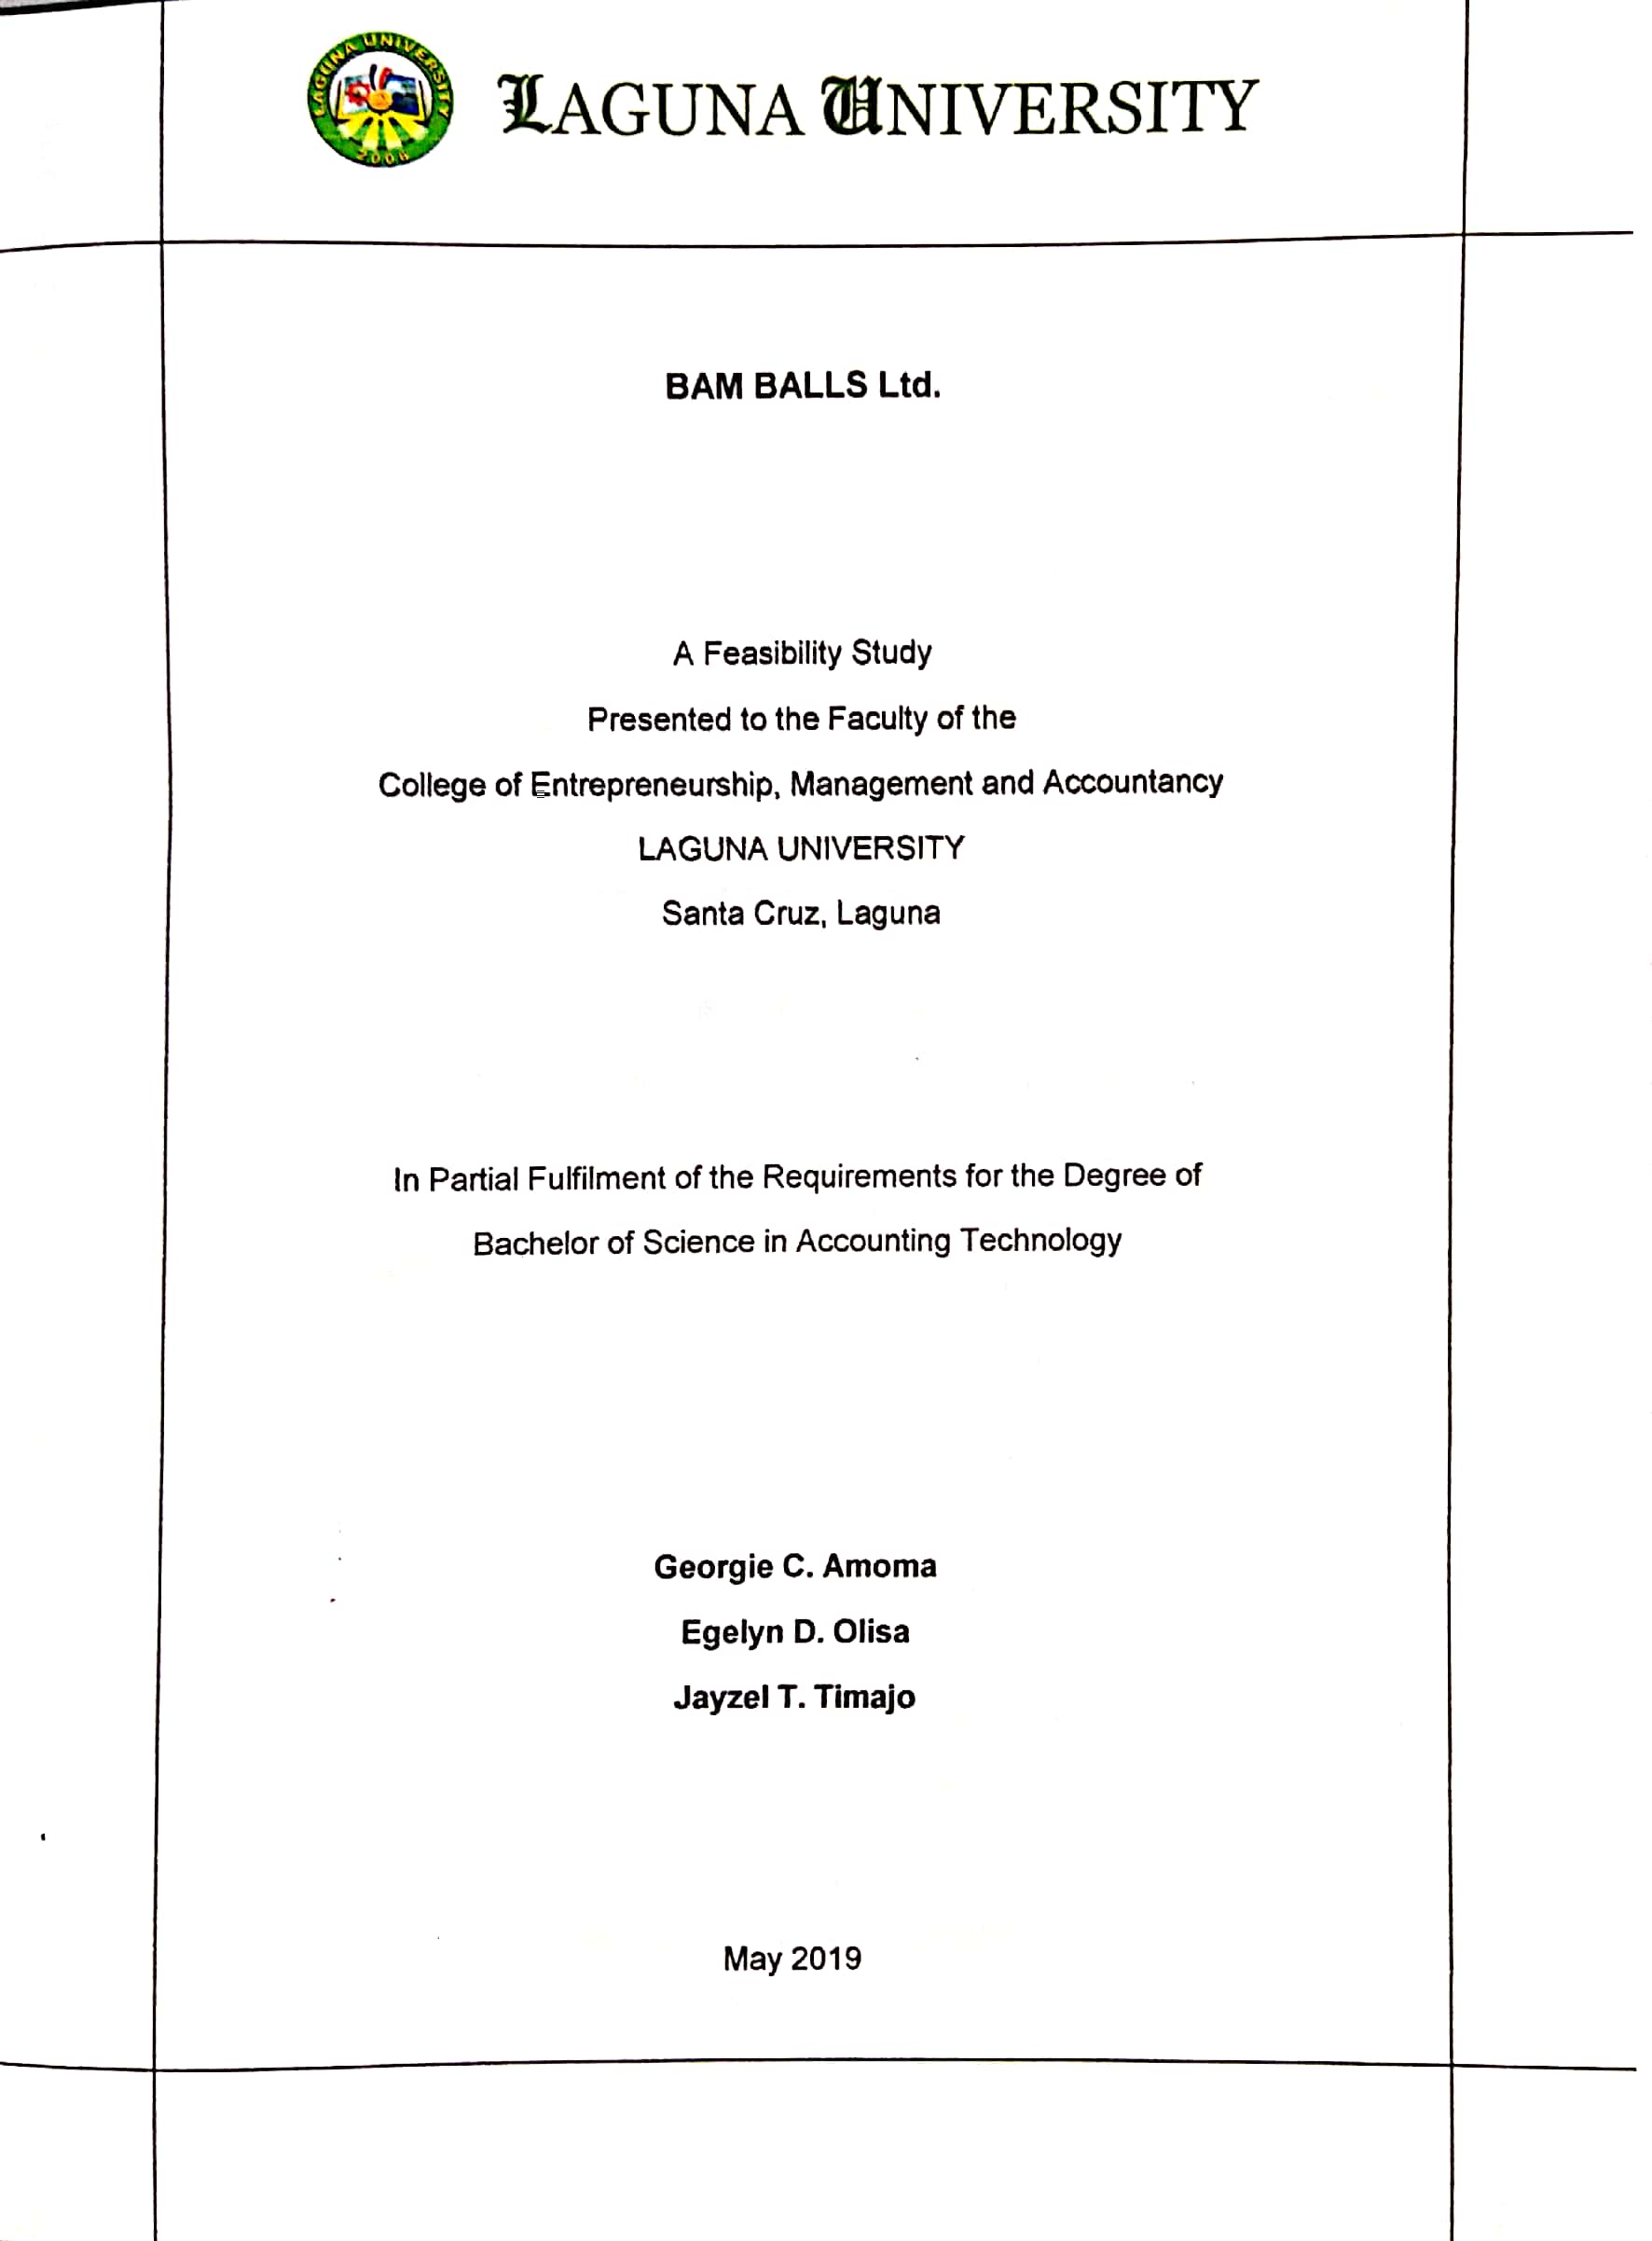 LAGUNA UNIVERSITY
2006
LAGUNA UNIVERSITY
BAM BALLS Ltd.
A Feasibility Study
Presented to the Faculty of the
College of Entrepreneurship, Management and Accountancy
LAGUNA UNIVERSITY
Santa Cruz, Laguna
In Partial Fulfilment of the Requirements for the Degree of
Bachelor of Science in Accounting Technology
Georgie C. Amoma
Egelyn D. Olisa
Jayzel T. Timajo
May 2019